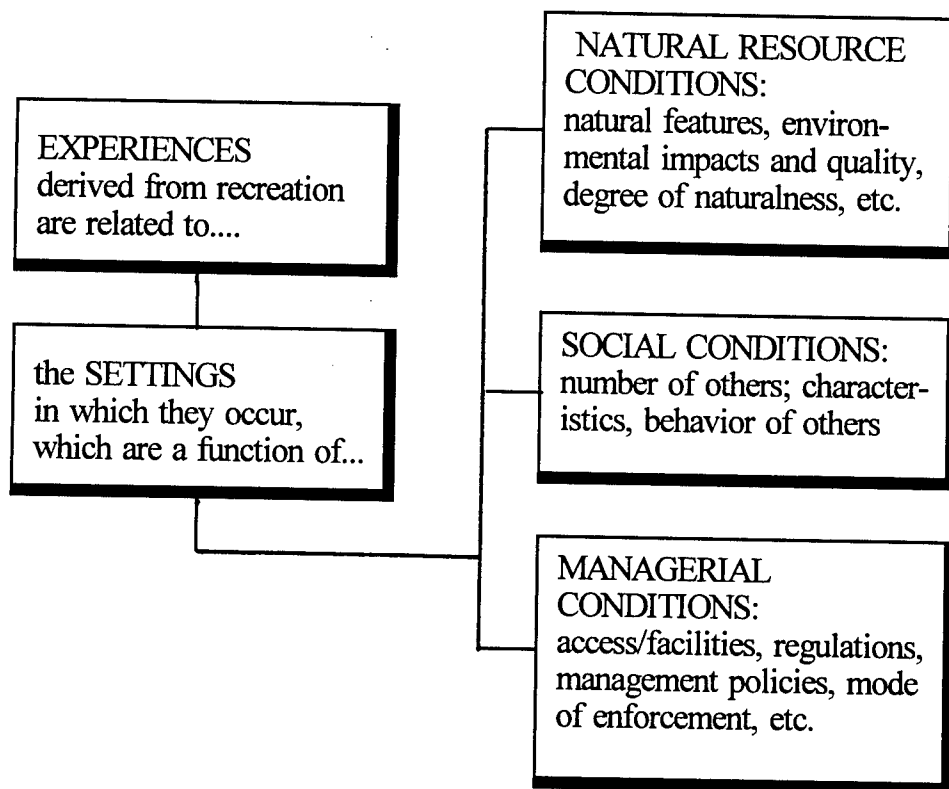 EXPERIENCES
derived from recreation
are related to....
the SETTINGS
in which they occur,
which are a function of...
NATURAL RESOURCE
CONDITIONS:
natural features, environ-
mental impacts and quality,
degree of naturalness, etc.
SOCIAL CONDITIONS:
number of others; character-
istics, behavior of others
MANAGERIAL
CONDITIONS:
access/facilities, regulations,
management policies, mode
of enforcement, etc.